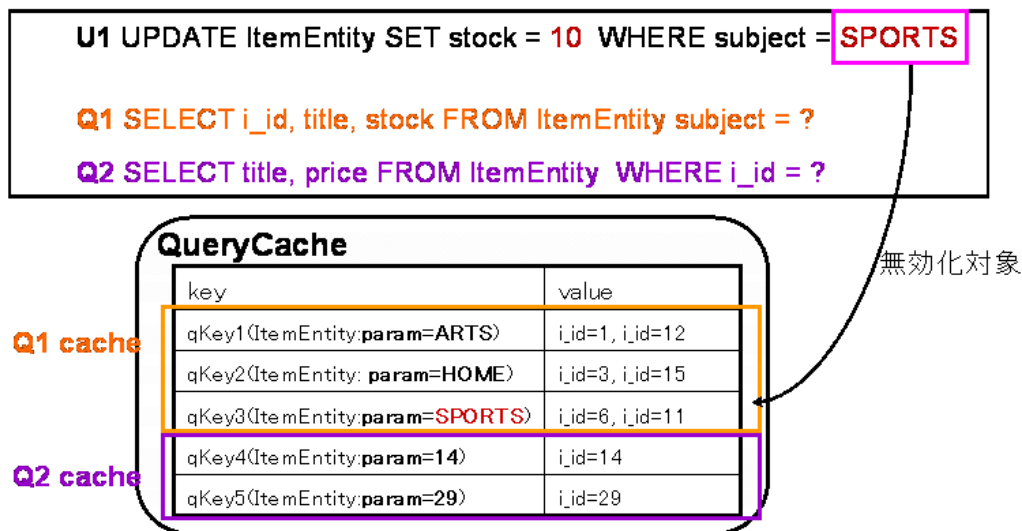 U1 UPDATE ItemEntity SET stock = 10 WHERE subject = SPORTS
Q1 SELECT i_id, title, stock FROM ItemEntity subject = ?
Q2 SELECT title, price FROM ItemEntity WHERE i_id = ?
QueryCache
無効化対象
key value
Q1 cache
qKey1(ItemEntity:param=ARTS) i_id=1, i_id=12
qKey2(ItemEntity: param=HOME) i_id=3, i_id=15
qKey3(ItemEntity:param=SPORTS) i_id=6, i_id=11
Q2 cache
qKey4(ItemEntity:param=14) i_id=14
qKey5(ItemEntity:param=29) i_id=29